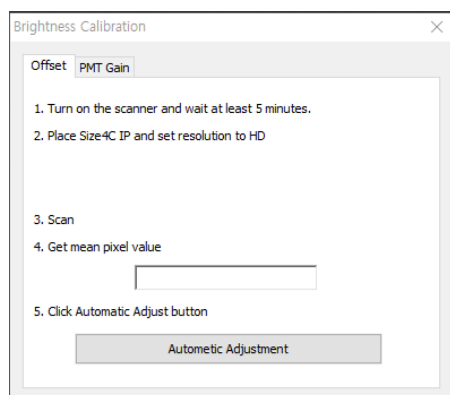 Brightness Calibration
Offset
PMT Gain
1. Turn on the scanner and wait at least 5 minutes.
2. Place Size4C IP and set resolution to HD
3. Scan
4. Get mean pixel value
5. Click Automatic Adjust button
Autometic Adjustment